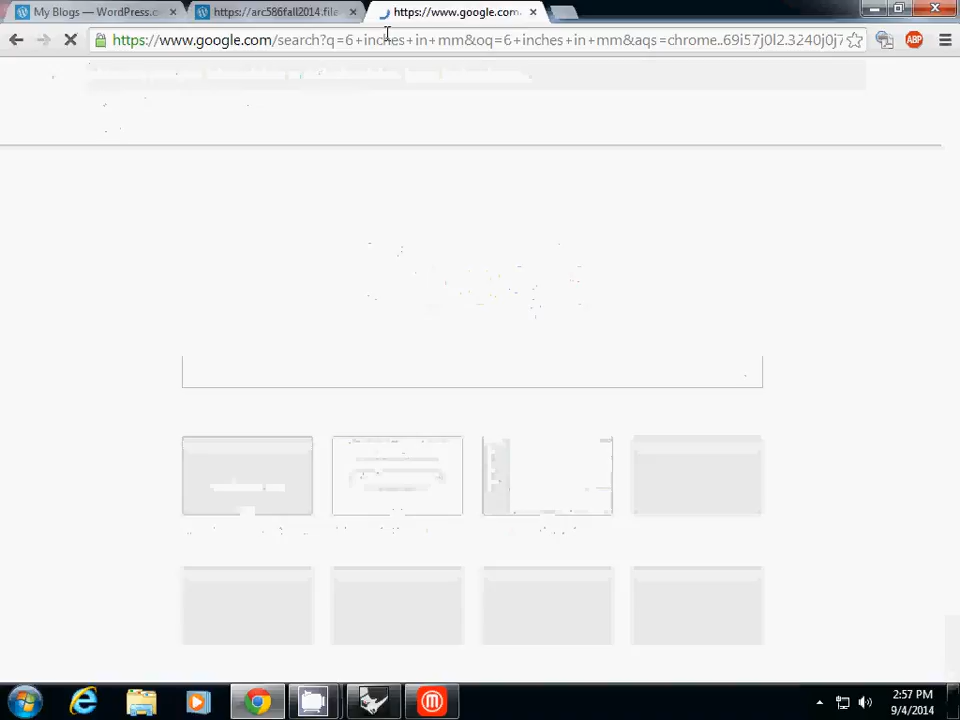 My Blogs — WordPress.c
https://arc586fall2014.file
https://www.google.com
https://www.google.com/search?q=6+inches+in+mm&oq=6+inches+in+mm&aqs=chrome..69i57j0l2.3240j0j7
ABP
2:57 PM
9/4/2014